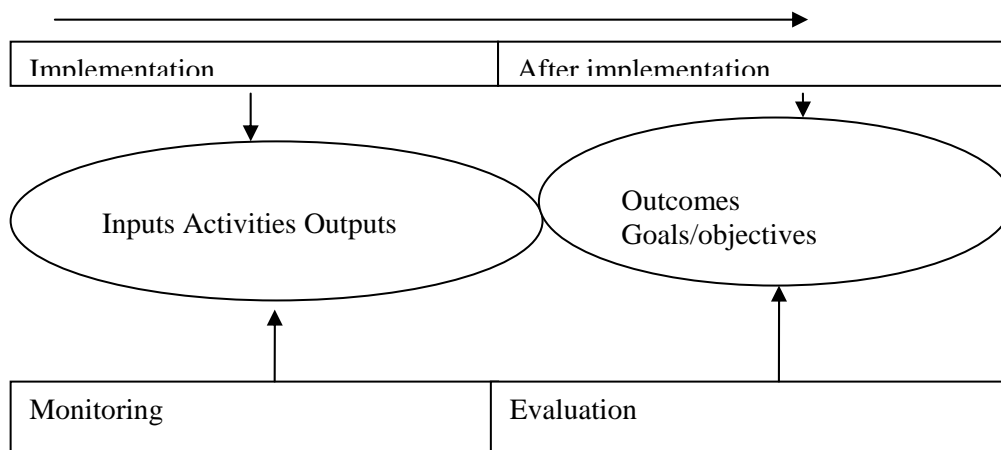 Implementation
After implementation
Inputs Activities Outputs
Outcomes
Goals/objectives
Monitoring
Evaluation